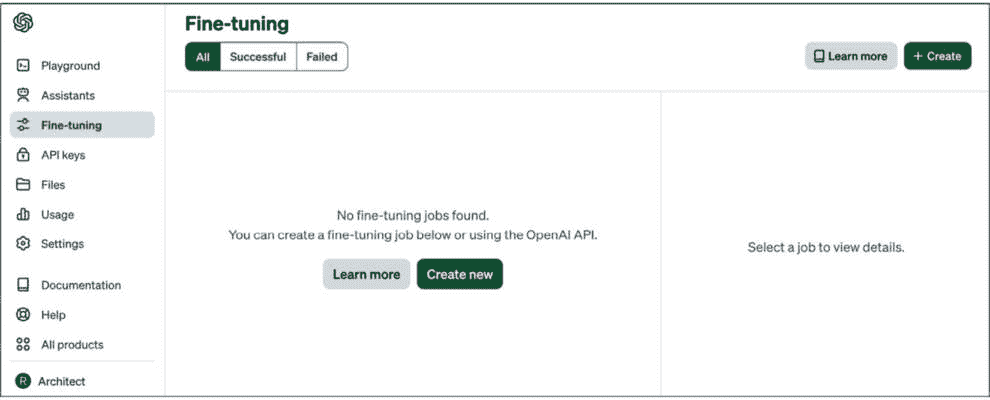 Fine-tuning
All
Successful
Failed
Learn more
+ Create
Playground
Assistants
Fine-tuning
API keys
Files
Usage
Settings
Documentation
Help
All products
R
Architect
No fine-tuning jobs found.
You can create a fine-tuning job below or using the OpenAI API.
Learn more
Create new
Select a job to view details.